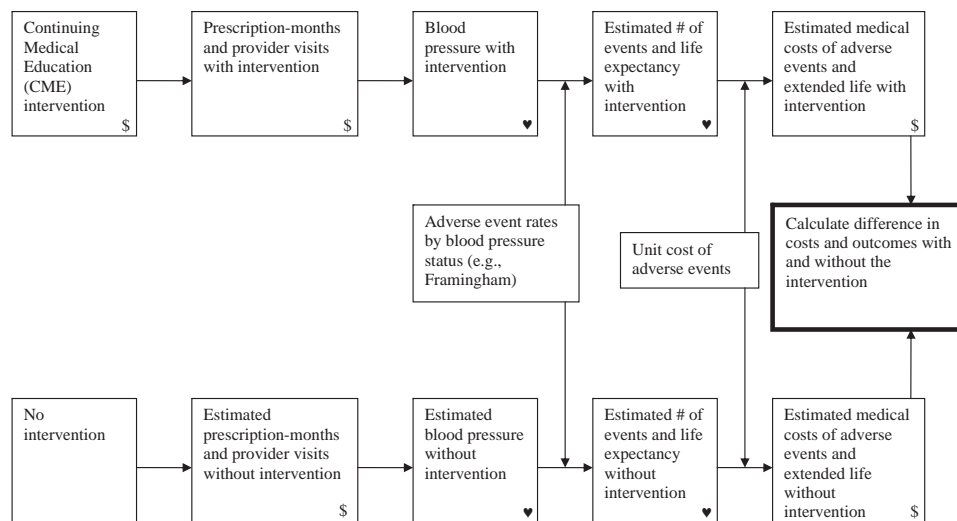 Continuing
Medical
Education
(CME)
intervention
$
Prescription-months
and provider visits
with intervention
$
Blood
pressure with
intervention
♥
Estimated # of
events and life
expectancy
with
intervention
♥
Estimated medical
costs of adverse
events and
extended life with
intervention
$
Adverse event rates
by blood pressure
status (e.g.,
Framingham)
Unit cost of
adverse events
Calculate difference in
costs and outcomes with
and without the
intervention
No
intervention
Estimated
prescription-months
and provider visits
without intervention
$
Estimated
blood pressure
without
intervention
♥
Estimated # of
events and life
expectancy
without
intervention
♥
Estimated medical
costs of adverse
events and
extended life
without
intervention
$